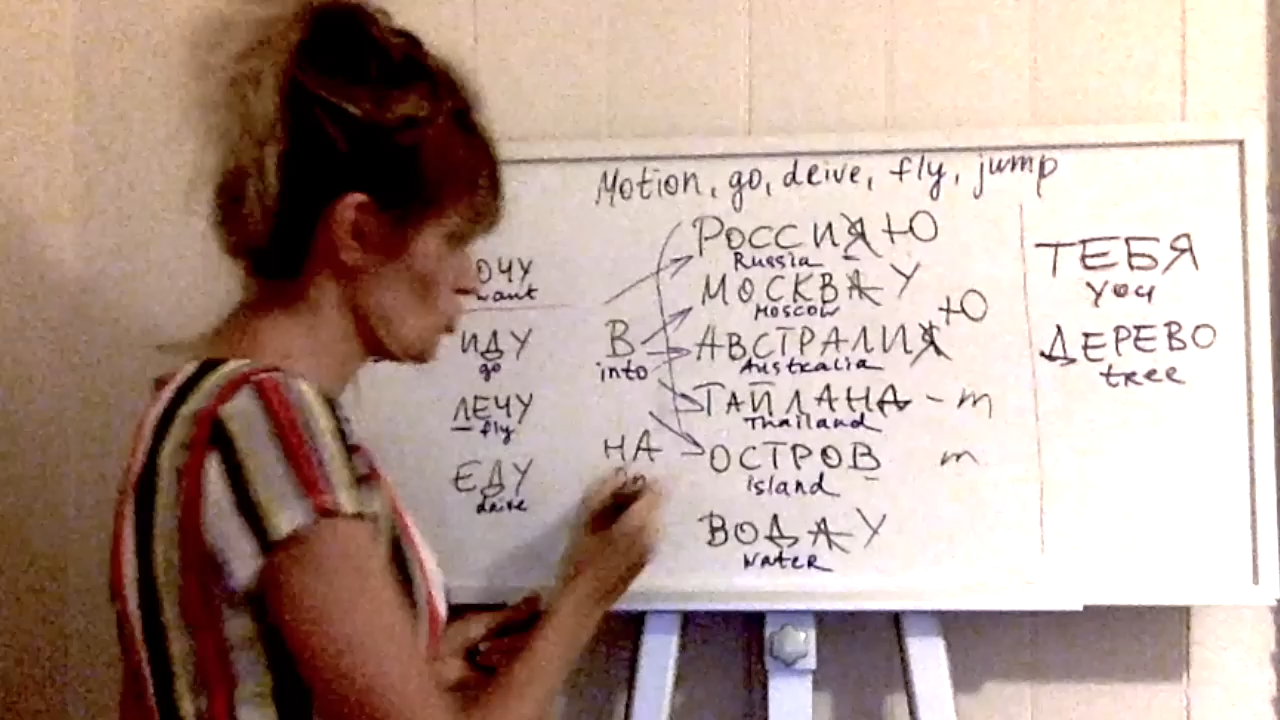 Motion, go, deive, fly, jump
ОЧУ
want
ИДУ
go
ЛЕЧУ
fly
ЕДУ
daive
В
into
НА
РОССИЯ Ю
Russia
МОСКВА У
Moscow
АВСТРАЛИЯ Ю
Australia
ТАЙЛАНД - m
Thailand
ОСТРОВ m
island
ВОДА У
water
ТЕБЯ
you
ДЕРЕВО
tree